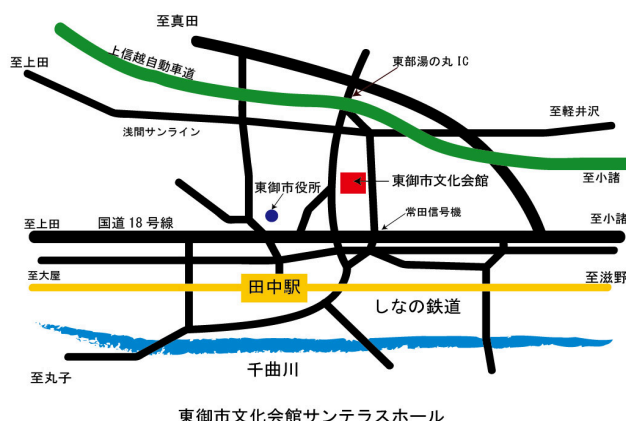 至真田
上信越自動車道
至上田
東部湯の丸IC
至軽井沢
浅間サンライン
東御市役所
東御市文化会館
至小諸
至上田
国道18号線
常田信号機
至小諸
至大屋
田中駅
至滋野
しなの鉄道
千曲川
至丸子
東御市文化会館サンテラスホール